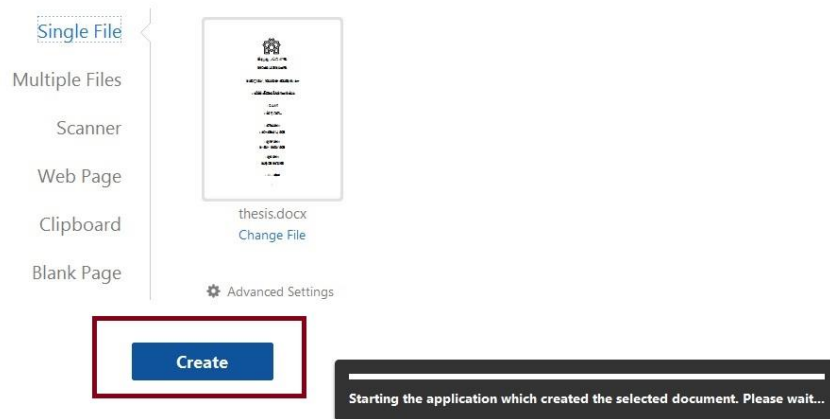 Single File
Multiple Files
Scanner
Web Page
Clipboard
Blank Page
thesis.docx
Change File
Advanced Settings
Create
Starting the application which created the selected document. Please wait...